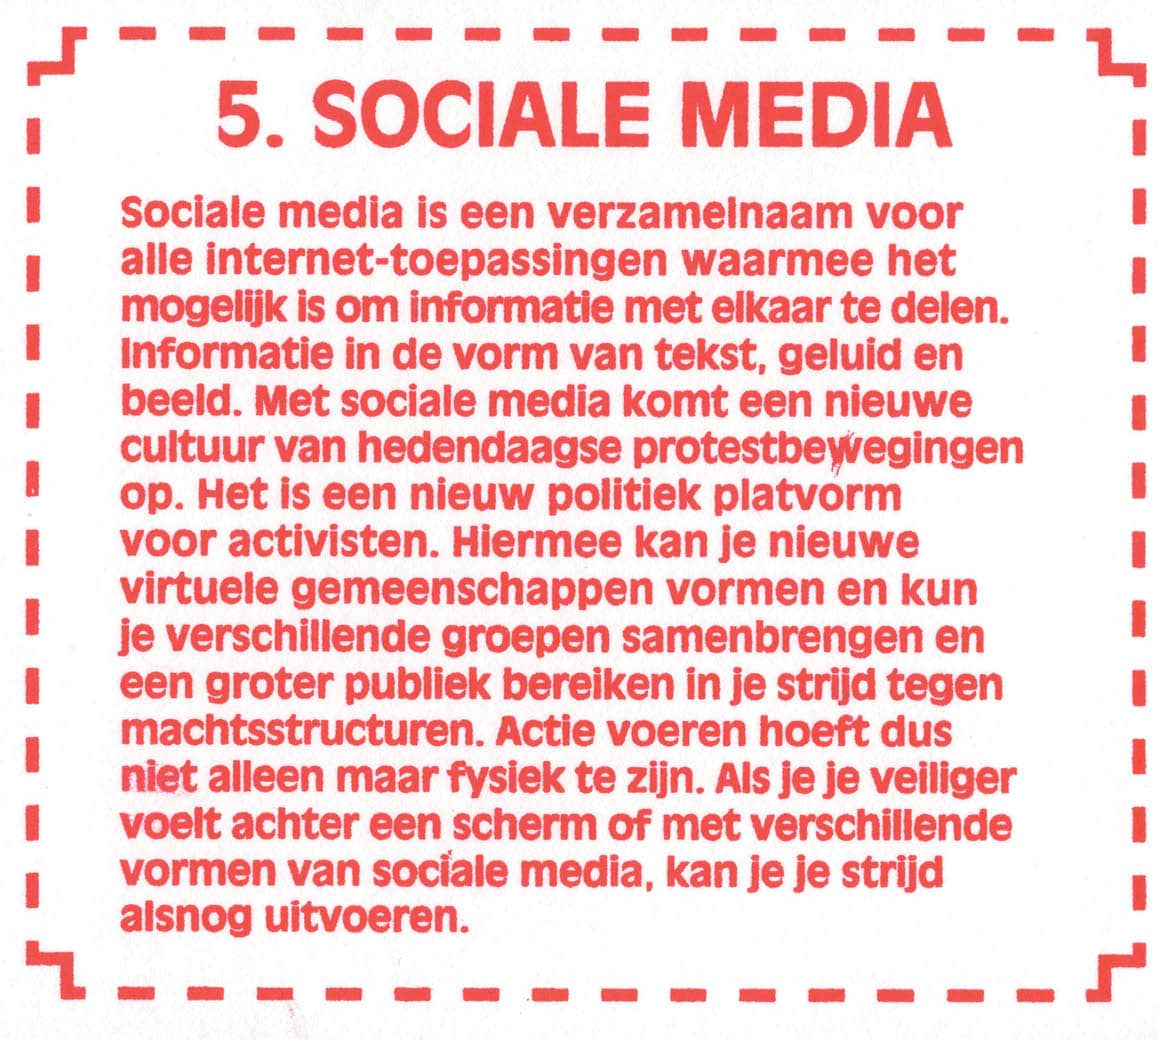 5. SOCIALE MEDIA
Sociale media is een verzamelnaam voor
alle internet-toepassingen waarmee het
mogelijk is om informatie met elkaar te delen.
Informatie in de vorm van tekst, geluid en
beeld. Met sociale media komt een nieuwe
cultuur van hedendaagse protestbewegingen
op. Het is een nieuw politiek platvorm
voor activisten. Hiermee kan je nieuwe
virtuele gemeenschappen vormen en kun
je verschillende groepen samenbrengen en
een groter publiek bereiken in je strijd tegen
machtsstructuren. Actie voeren hoeft dus
niet alleen maar fysiek te zijn. Als je je veiliger
voelt achter een scherm of met verschillende
vormen van sociale media, kan je je strijd
alsnog uitvoeren.